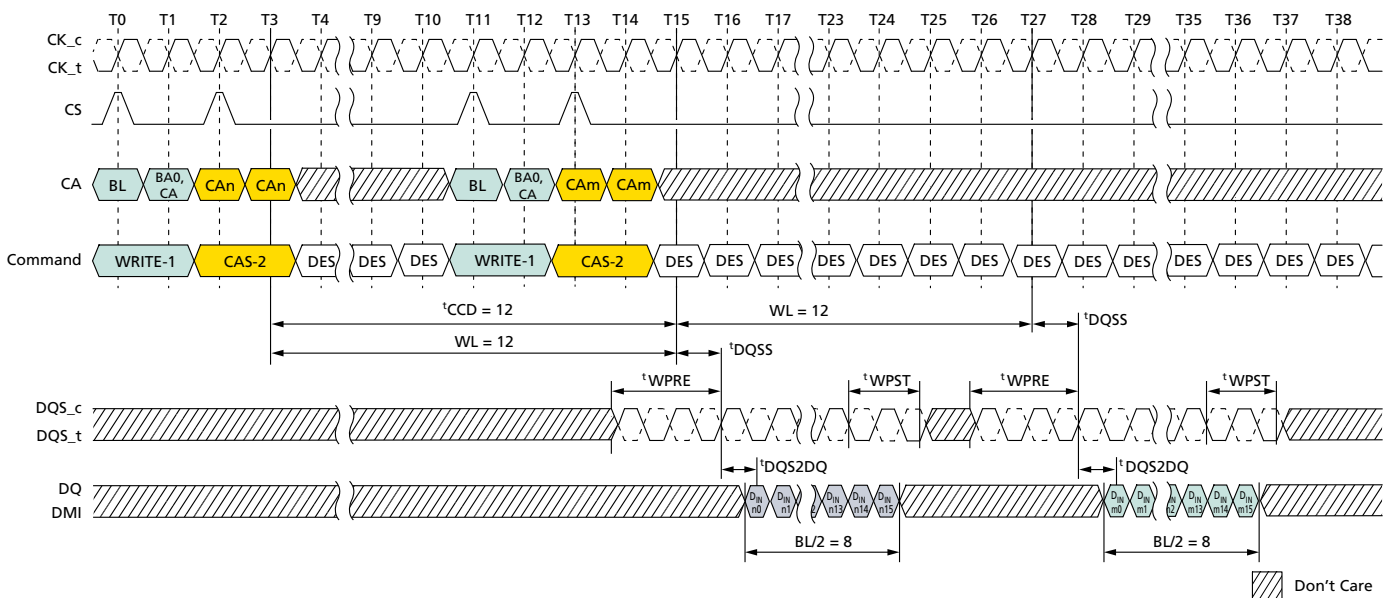 T0 T1 T2 T3 T4 T9 T10 T11 T12 T13 T14 T15 T16 T17 T18 T23 T24 T25 T26 T27 T28 T29 T35 T36 T37 T38
CK_c
CK_t
CS
CA BL BA0, CA CAn CAn BL BA0, CA CAm CAm
Command WRITE-1 CAS-2 DES DES DES WRITE-1 CAS-2 DES DES DES DES DES DES DES DES DES DES DES DES DES DES DES
tCCD = 12 WL = 12 tDQSS
WL = 12 tDQSS
tWPRE tWPST tWPRE tWPST
DQS_c
DQS_t
tDQS2DQ tDQS2DQ
DQ
DMI
DIN n0 DIN n1 DIN n13 DIN n14 DIN n15 DIN m0 DIN m1 DIN m13 DIN m14 DIN m15
BL/2 = 8 BL/2 = 8
Don't Care